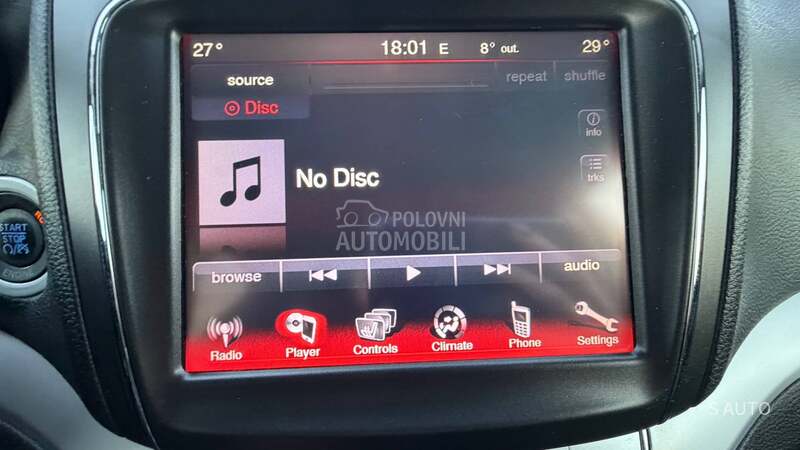 27° 18:01 E 8° out. 29°
source repeat shuffle
Disc
info
No Disc
trks
POLOVNI
AUTOMOBILI
START
STOP
browse audio
Radio Player Controls Climate Phone Settings
S AUTO